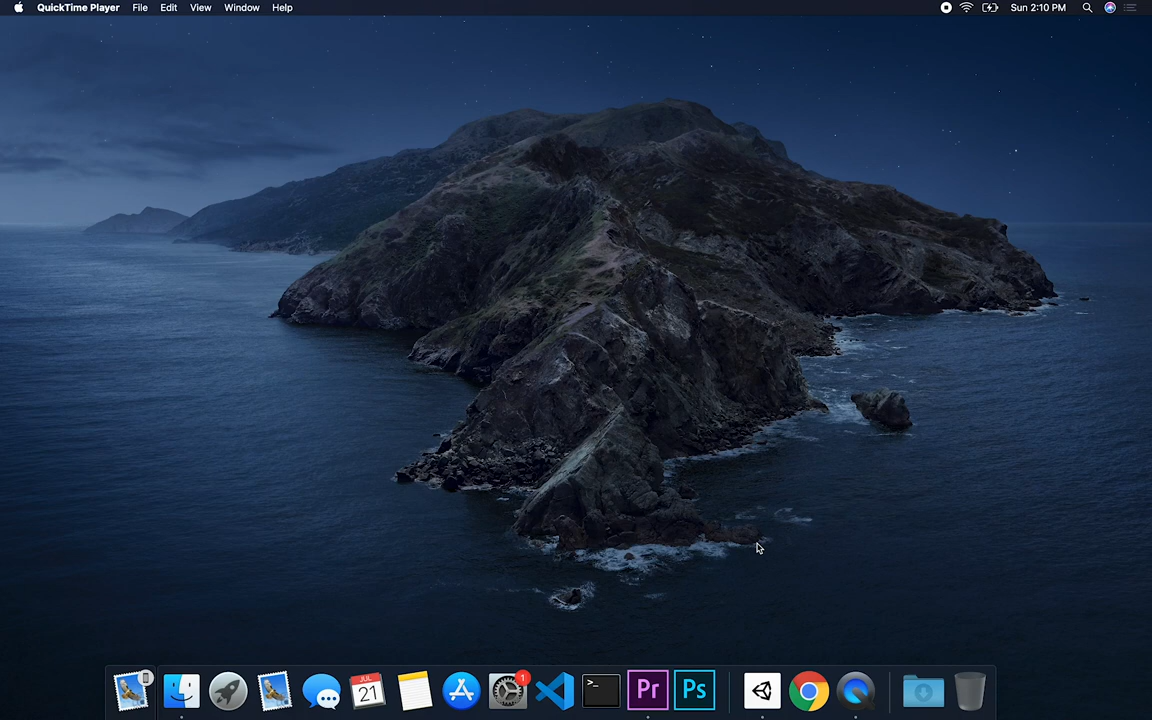 QuickTime Player File Edit View Window Help Sun 2:10 PM
JUL
21
1
>_
Pr
Ps